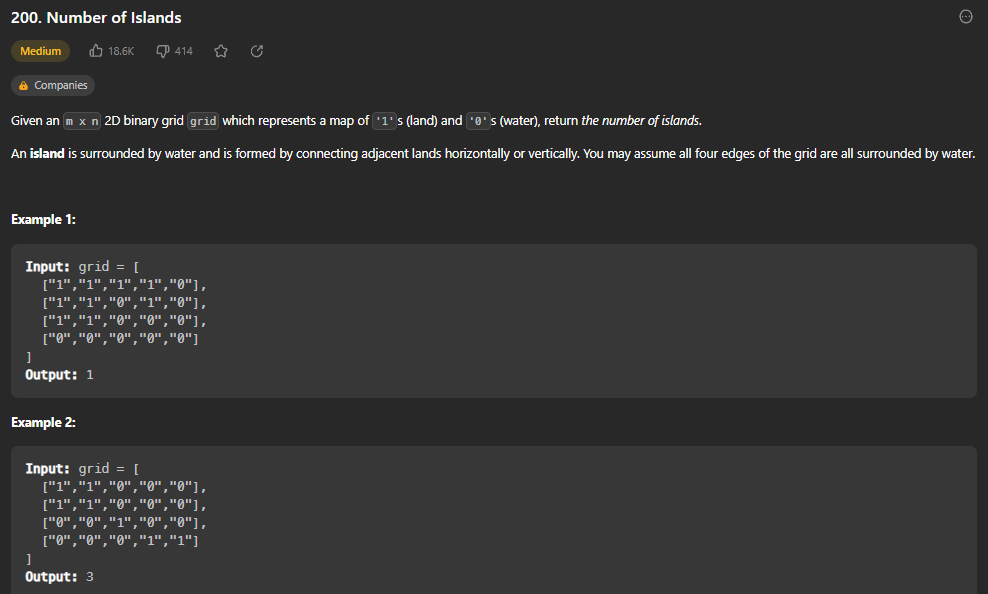 200. Number of Islands
Medium 18.6K 414
Companies
Given an m x n 2D binary grid grid which represents a map of '1's (land) and '0's (water), return the number of islands.
An island is surrounded by water and is formed by connecting adjacent lands horizontally or vertically. You may assume all four edges of the grid are all surrounded by water.
Example 1:
Input: grid = [
["1","1","1","1","0"],
["1","1","0","1","0"],
["1","1","0","0","0"],
["0","0","0","0","0"]
]
Output: 1
Example 2:
Input: grid = [
["1","1","0","0","0"],
["1","1","0","0","0"],
["0","0","1","0","0"],
["0","0","0","1","1"]
]
Output: 3